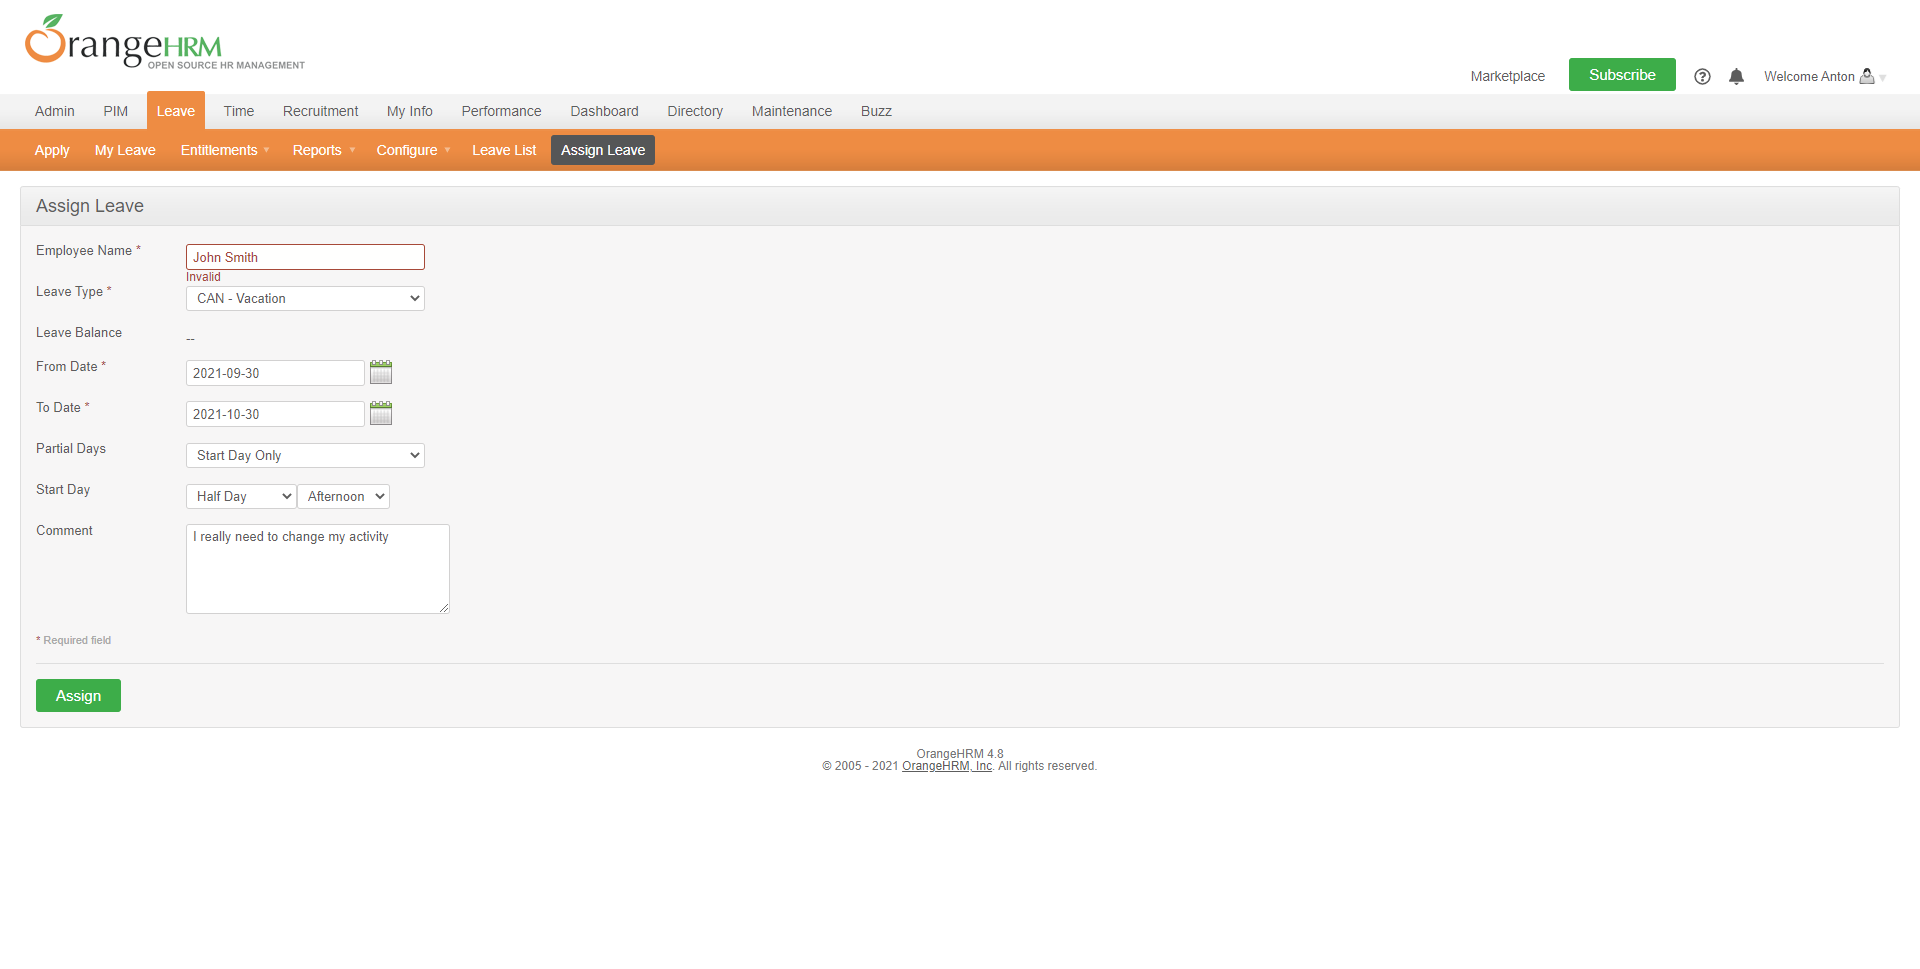 OrangeHRM
OPEN SOURCE HR MANAGEMENT
Marketplace Subscribe Welcome Anton
Admin PIM Leave Time Recruitment My Info Performance Dashboard Directory Maintenance Buzz
Apply My Leave Entitlements Reports Configure Leave List Assign Leave
Assign Leave
Employee Name * John Smith
Invalid
Leave Type * CAN - Vacation
Leave Balance --
From Date * 2021-09-30
To Date * 2021-10-30
Partial Days Start Day Only
Start Day Half Day Afternoon
Comment I really need to change my activity
* Required field
Assign
OrangeHRM 4.8
© 2005 - 2021 OrangeHRM, Inc. All rights reserved.